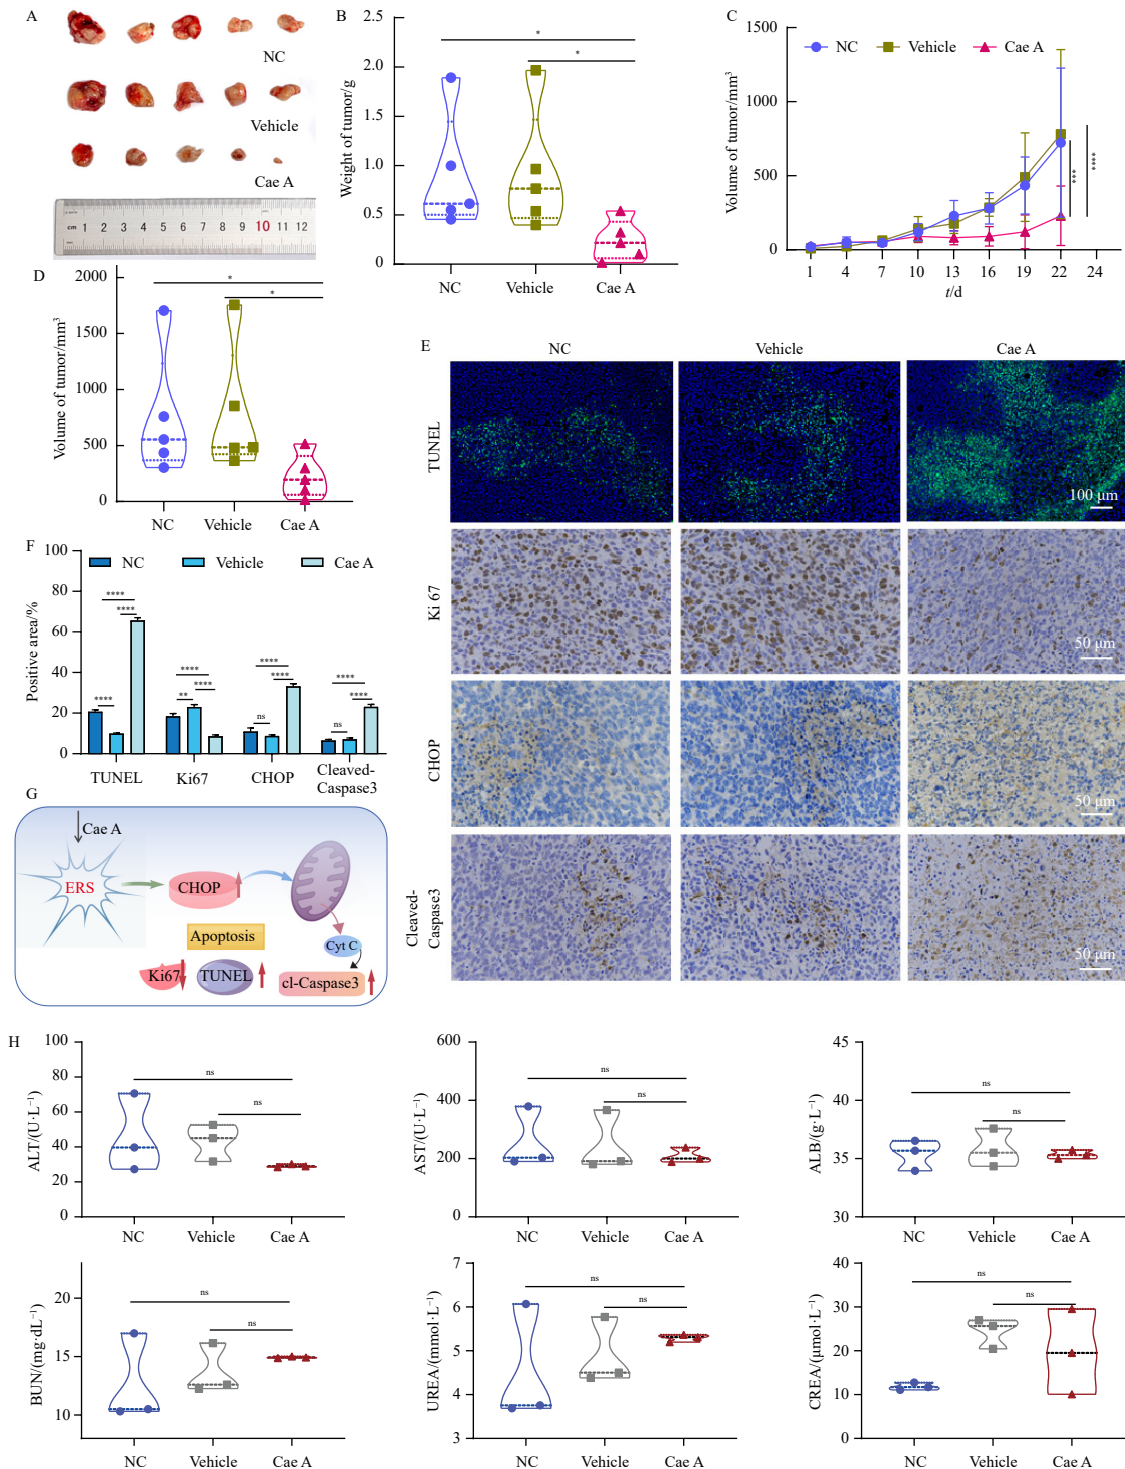 A
NC
Vehicle
Cae A
cm 1 2 3 4 5 6 7 8 9 10 11 12
B
2.5
2.0
1.5
1.0
0.5
0
Weight of tumor/g
*
*
NC Vehicle Cae A
C
NC Vehicle Cae A
1500
1000
500
0
Volume of tumor/mm³
***
****
1 4 7 10 13 16 19 22 24
t/d
D
2000
1500
1000
500
0
Volume of tumor/mm³
*
*
NC Vehicle Cae A
E
NC Vehicle Cae A
TUNEL
100 μm
Ki 67
50 μm
CHOP
50 μm
Cleaved-
Caspase3
50 μm
F
NC Vehicle Cae A
100
80
60
40
20
0
Positive area/%
****
****
****
****
**
****
****
****
ns
****
****
ns
TUNEL Ki67 CHOP Cleaved-
Caspase3
G
Cae A
ERS
CHOP
Apoptosis
Cyt C
Ki67
TUNEL
cl-Caspase3
H
100
80
60
40
20
0
ALT/(U·L⁻¹)
ns
ns
NC Vehicle Cae A
600
400
200
0
AST/(U·L⁻¹)
ns
ns
NC Vehicle Cae A
45
40
35
30
ALB/(g·L⁻¹)
ns
ns
NC Vehicle Cae A
20
15
10
BUN/(mg·dL⁻¹)
ns
ns
NC Vehicle Cae A
7
6
5
4
3
UREA/(mmol·L⁻¹)
ns
ns
NC Vehicle Cae A
40
30
20
10
0
CREA/(μmol·L⁻¹)
ns
ns
NC Vehicle Cae A